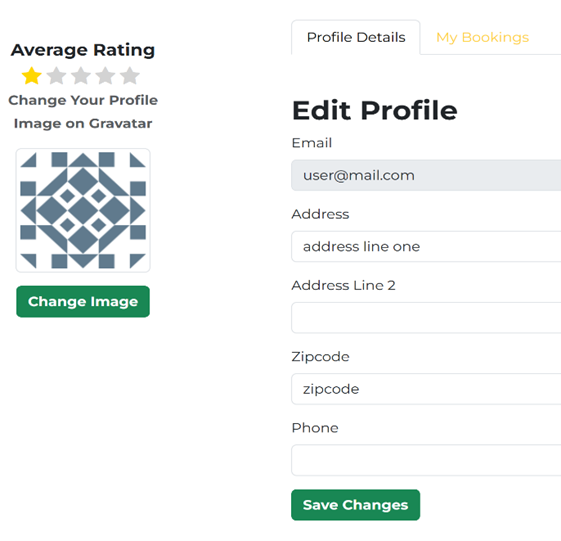 Average Rating
Change Your Profile
Image on Gravatar
Change Image
Profile Details
My Bookings
Edit Profile
Email
user@mail.com
Address
address line one
Address Line 2
Zipcode
zipcode
Phone
Save Changes